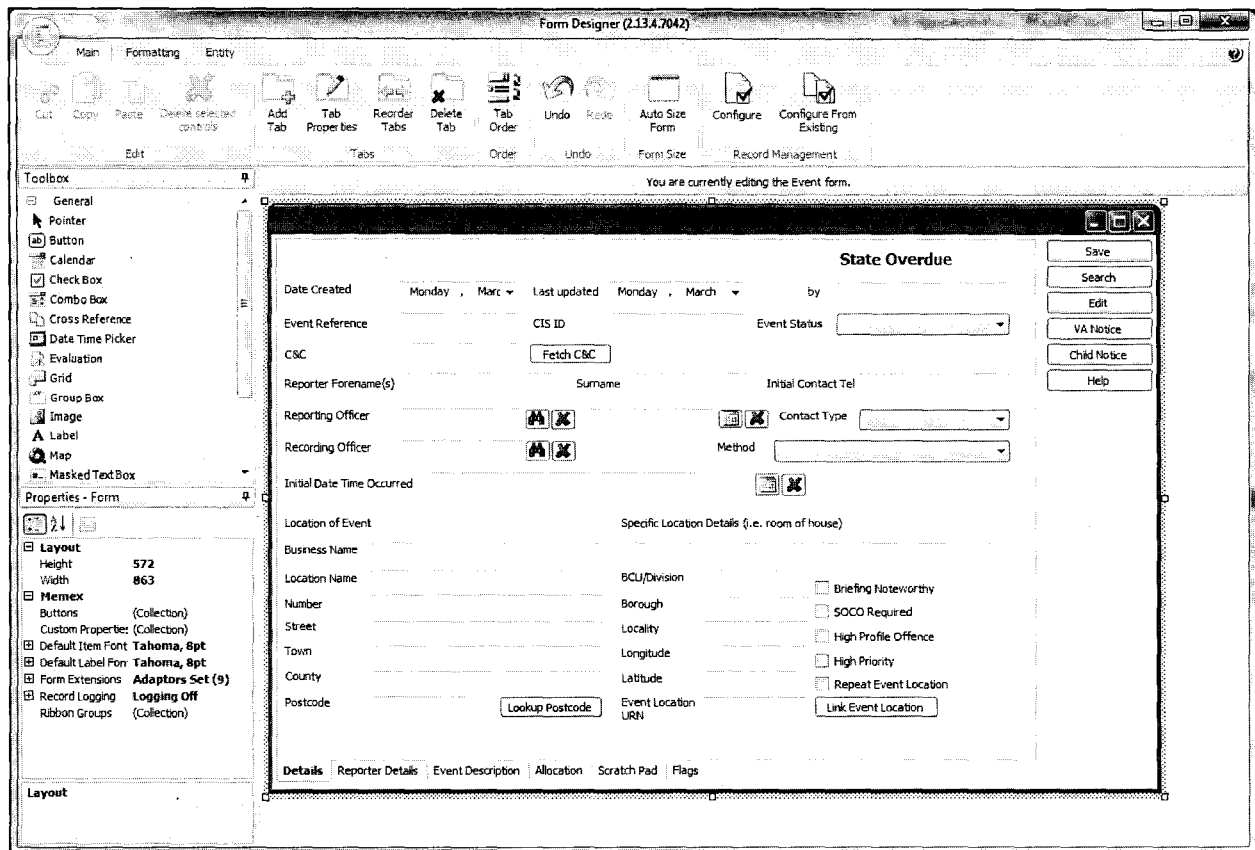 Form Designer (2.13.4.7042)
Main Formatting Entity
Cut Copy Paste Delete selected controls
Add Tab Tab Properties Reorder Tabs Delete Tab Tab Order Undo Redo Auto Size Form Configure Configure From Existing
Edit Tabs Order Undo Form Size Record Management
Toolbox
You are currently editing the Event form.
General
Pointer
Button
Calendar
Check Box
Combo Box
Cross Reference
Date Time Picker
Evaluation
Grid
Group Box
Image
Label
Map
Masked TextBox
Properties - Form
Layout
Height 572
Width 863
Memex
Buttons (Collection)
Custom Propertie: (Collection)
Default Item Font Tahoma, 8pt
Default Label Fon Tahoma, 8pt
Form Extensions Adaptors Set (9)
Record Logging Logging Off
Ribbon Groups (Collection)
Layout
State Overdue
Date Created Monday , Marc Last updated Monday , March by
Event Reference CIS ID Event Status
C&C Fetch C&C
Reporter Forename(s) Surname Initial Contact Tel
Reporting Officer Contact Type
Recording Officer Method
Initial Date Time Occurred
Location of Event Specific Location Details (i.e. room of house)
Business Name
Location Name BCU/Division Briefing Noteworthy
Number Borough SOCO Required
Street Locality High Profile Offence
Town Longitude High Priority
County Latitude Repeat Event Location
Postcode Lookup Postcode Event Location URN Link Event Location
Details Reporter Details Event Description Allocation Scratch Pad Flags
Save
Search
Edit
VA Notice
Child Notice
Help